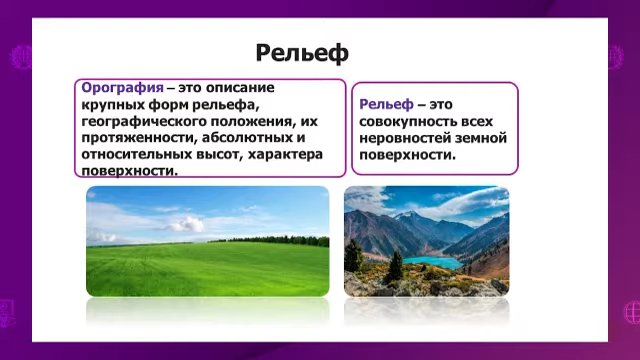 Рельеф
Орография – это описание
крупных форм рельефа,
географического положения, их
протяженности, абсолютных и
относительных высот, характера
поверхности.
Рельеф – это
совокупность всех
неровностей земной
поверхности.